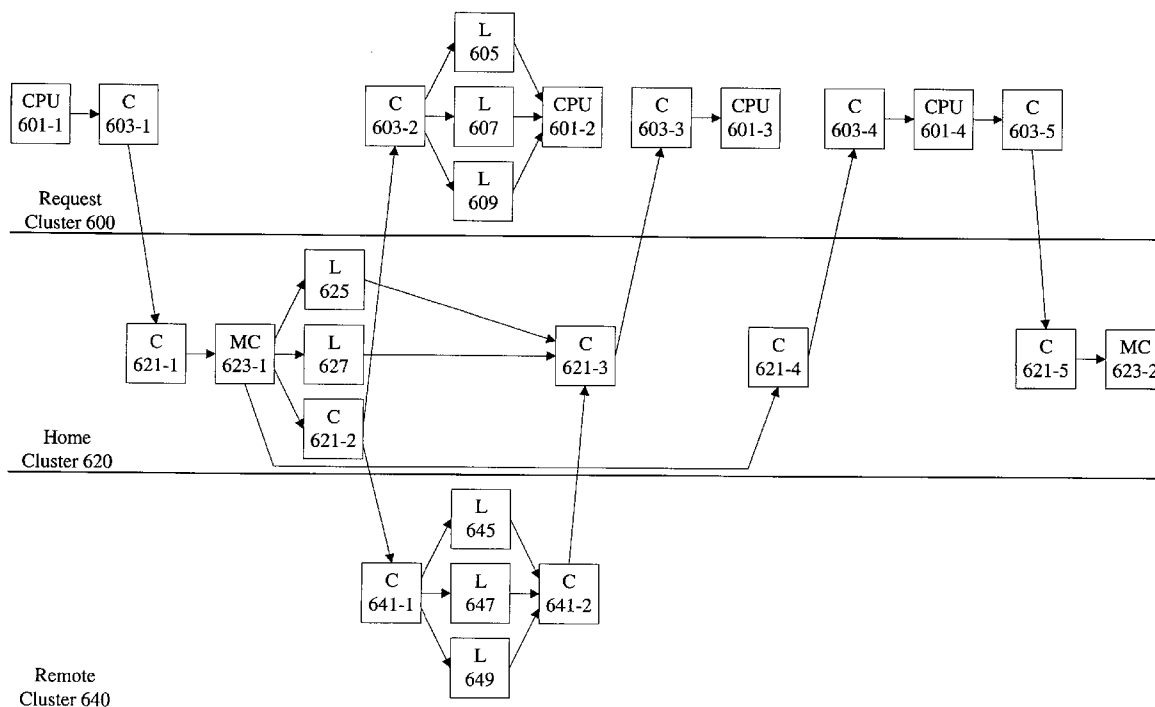 L
605
CPU
601-1
C
603-1
C
603-2
L
607
CPU
601-2
C
603-3
CPU
601-3
C
603-4
CPU
601-4
C
603-5
L
609
Request
Cluster 600
L
625
C
621-1
MC
623-1
L
627
C
621-3
C
621-4
C
621-5
MC
623-2
C
621-2
Home
Cluster 620
L
645
C
641-1
L
647
C
641-2
L
649
Remote
Cluster 640